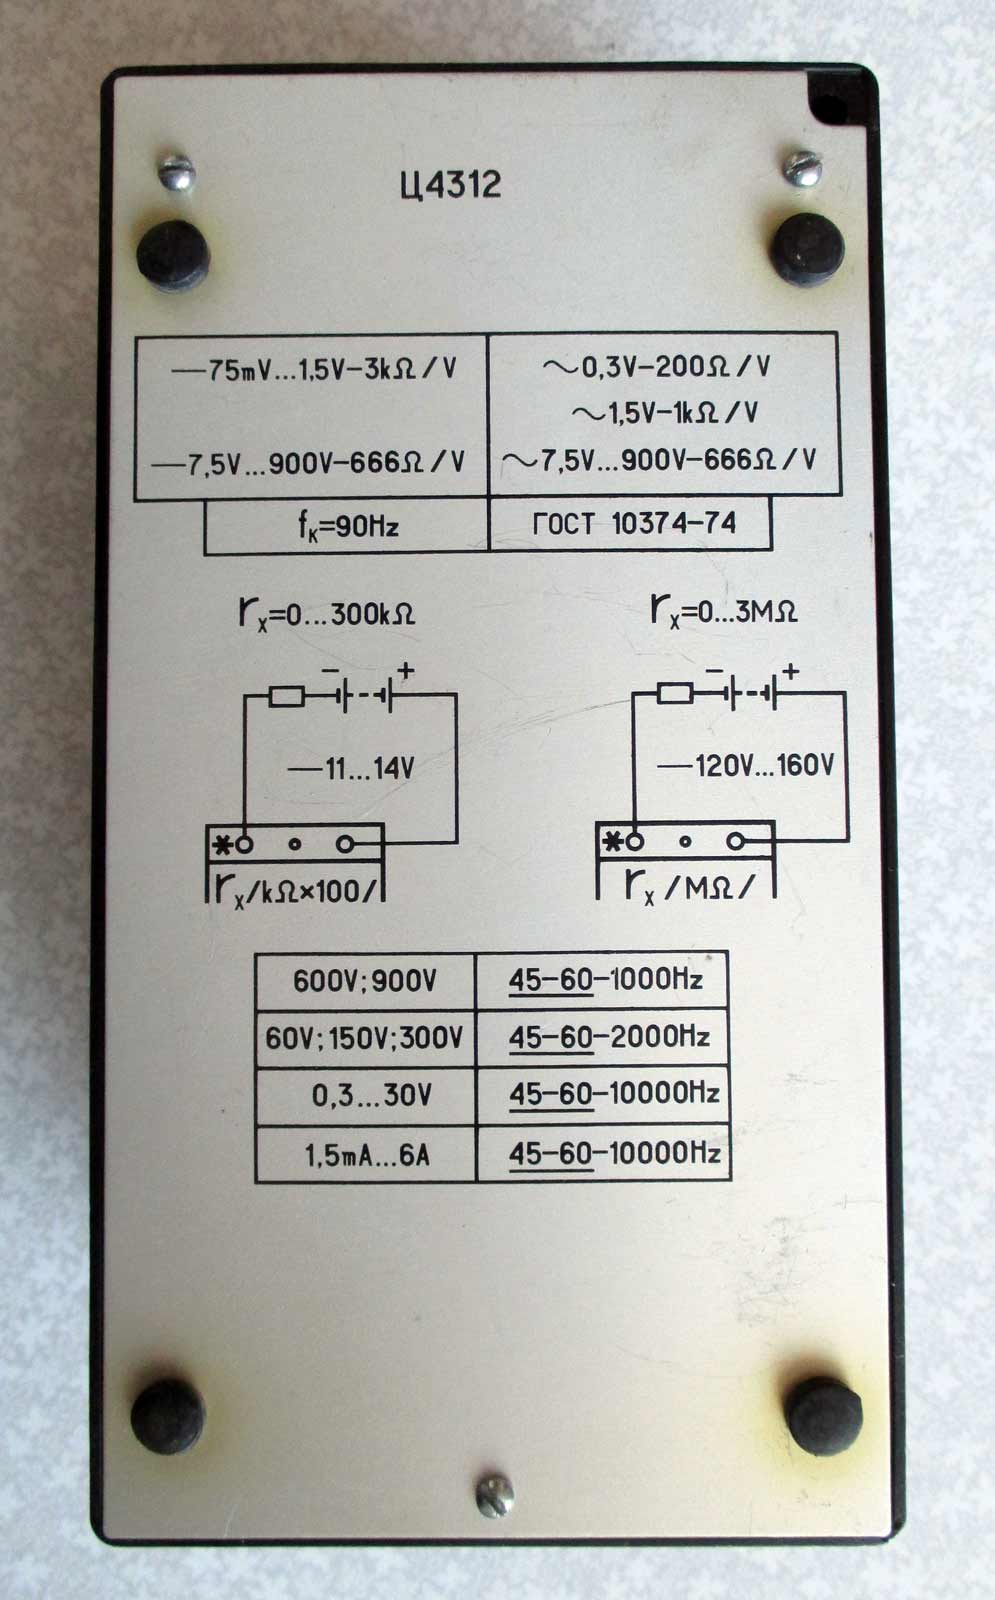 Ц4312
—75mV...1,5V–3kΩ/V
—7,5V...900V–666Ω/V
~0,3V–200Ω/V
~1,5V–1kΩ/V
~7,5V...900V–666Ω/V
fк=90Hz
ГОСТ 10374–74
rx=0...300kΩ
– +
—11...14V
*
rx/kΩ×100/
rx=0...3MΩ
– +
—120V...160V
*
rx/MΩ/
600V;900V 45–60–1000Hz
60V;150V;300V 45–60–2000Hz
0,3...30V 45–60–10000Hz
1,5mA...6A 45–60–10000Hz